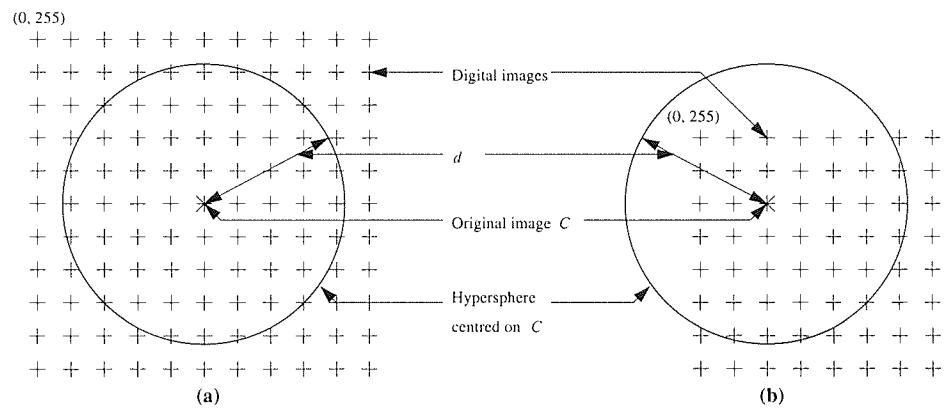 (0, 255)
Digital images
(0, 255)
d
Original image C
Hypersphere
centred on C
(a)
(b)